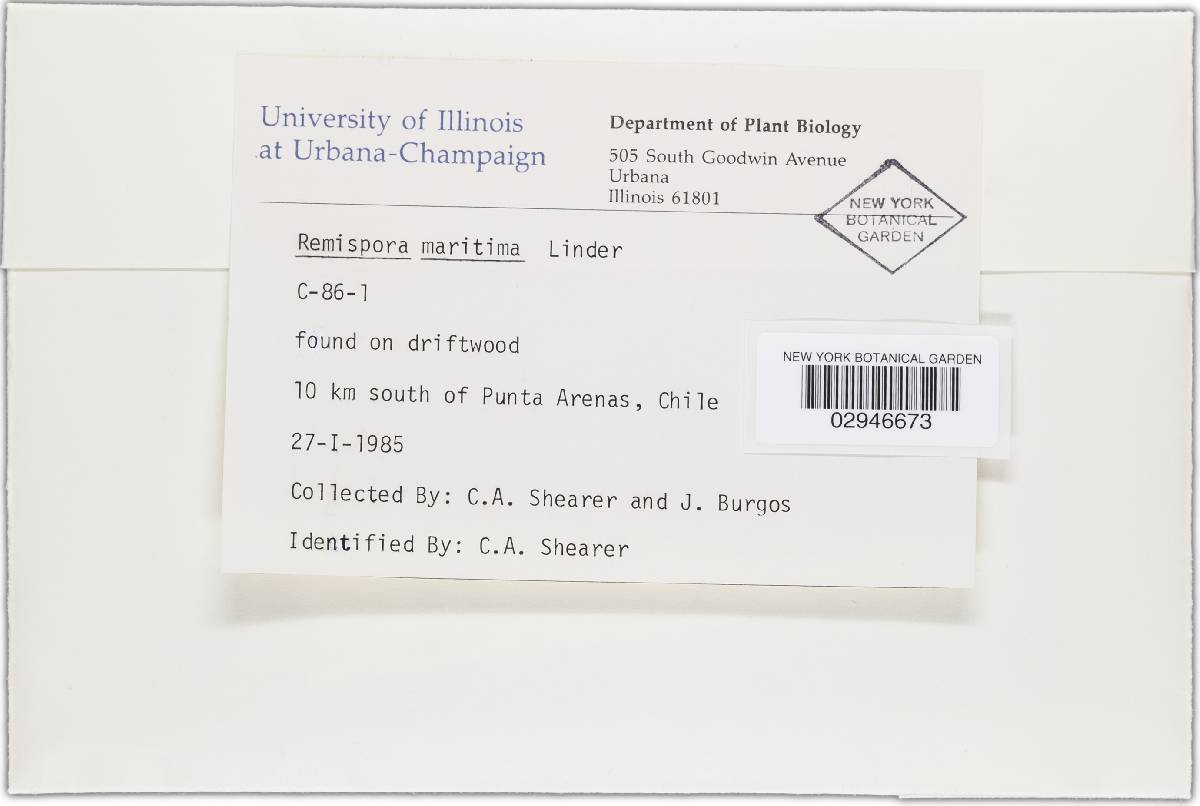 University of Illinois
at Urbana-Champaign
Department of Plant Biology
505 South Goodwin Avenue
Urbana
Illinois 61801
NEW YORK
BOTANICAL
GARDEN
Remispora maritima Linder
C-86-1
found on driftwood
10 km south of Punta Arenas, Chile
27-I-1985
Collected By: C.A. Shearer and J. Burgos
Identified By: C.A. Shearer
NEW YORK BOTANICAL GARDEN
02946673